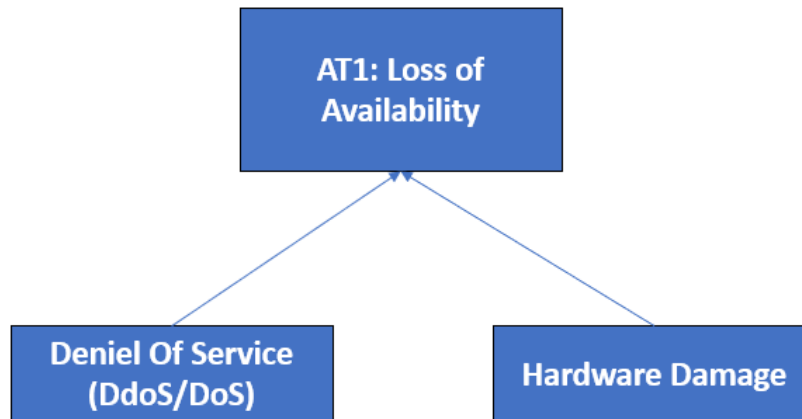 AT1: Loss of
Availability
Deniel Of Service
(DdoS/DoS)
Hardware Damage